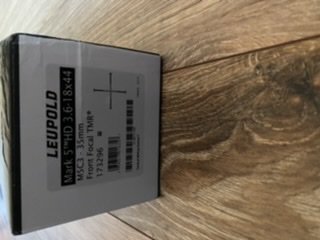 LEUPOLD
Mark 5™HD 3.6-18x44
M5C3 - 35mm
Front Focal TMR®
173296